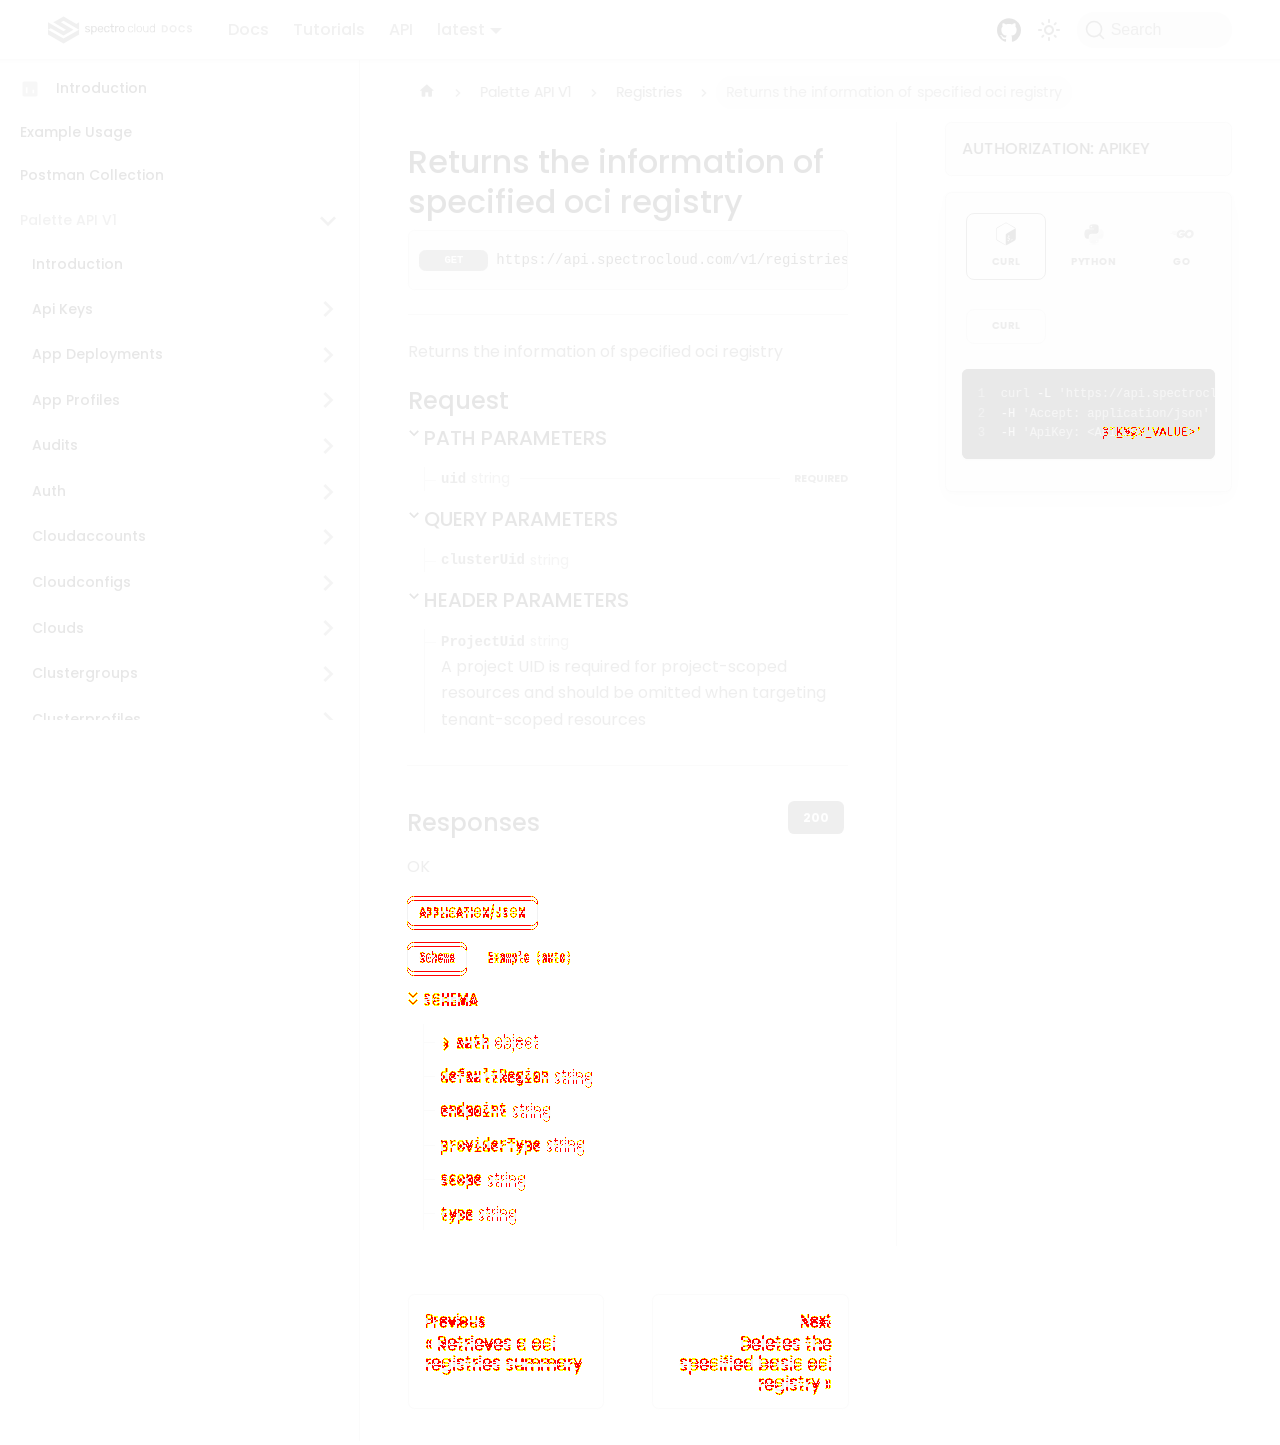 spectro cloud DOCS
Docs
Tutorials
API
latest
Search
Introduction
Example Usage
Postman Collection
Palette API V1
Introduction
Api Keys
App Deployments
App Profiles
Audits
Auth
Cloudaccounts
Cloudconfigs
Clouds
Clustergroups
Clusterprofiles
Palette API V1
Registries
Returns the information of specified oci registry
Returns the information of
specified oci registry
GET https://api.spectrocloud.com/v1/registries
Returns the information of specified oci registry
Request
PATH PARAMETERS
uid string REQUIRED
QUERY PARAMETERS
clusterUid string
HEADER PARAMETERS
ProjectUid string
A project UID is required for project-scoped
resources and should be omitted when targeting
tenant-scoped resources
Responses
200
OK
APPLICATION/JSON
Schema Example (auto)
SCHEMA
auth object
defaultRegion string
endpoint string
providerType string
scope string
type string
Previous
« Retrieves a oci
registries summary
Next
Deletes the
specified basic oci
registry »
AUTHORIZATION: APIKEY
CURL
PYTHON
GO
GO
CURL
1 curl -L 'https://api.spectrocl
2 -H 'Accept: application/json'
3 -H 'ApiKey: <API_KEY_VALUE>'